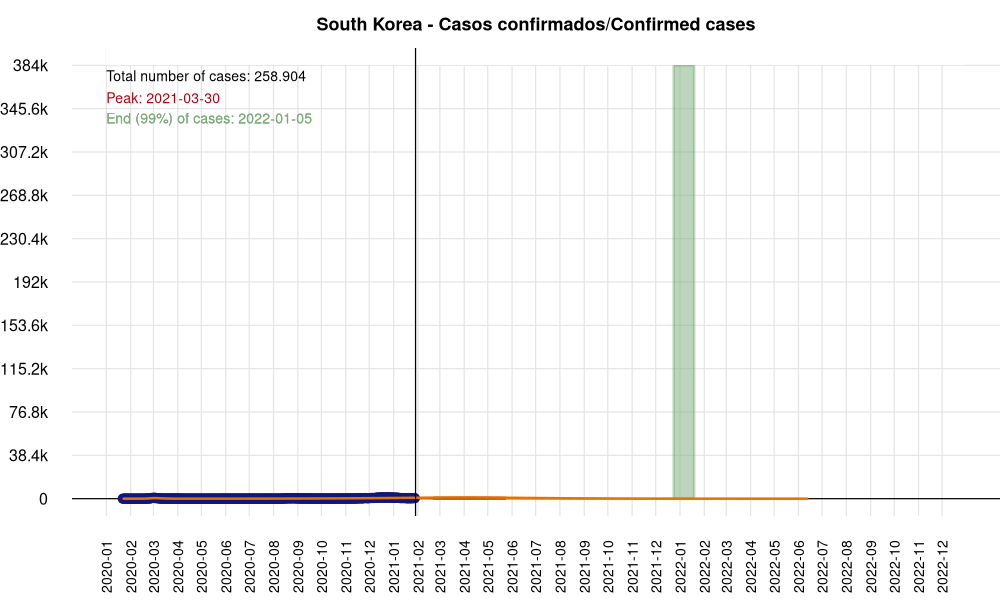 South Korea - Casos confirmados/Confirmed cases
384k
Total number of cases: 258.904
Peak: 2021-03-30
345.6k
End (99%) of cases: 2022-01-05
307.2k
268.8k
230.4k
192k
153.6k
115.2k
76.8k
38.4k
0
2020-01
2020-02
2020-03
2020-04
2020-05
2020-06
2020-07
2020-08
2020-09
2020-10
2020-11
2020-12
2021-01
2021-02
2021-03
2021-04
2021-05
2021-06
2021-07
2021-08
2021-09
2021-10
2021-11
2021-12
2022-01
2022-02
2022-03
2022-04
2022-05
2022-06
2022-07
2022-08
2022-09
2022-10
2022-11
2022-12